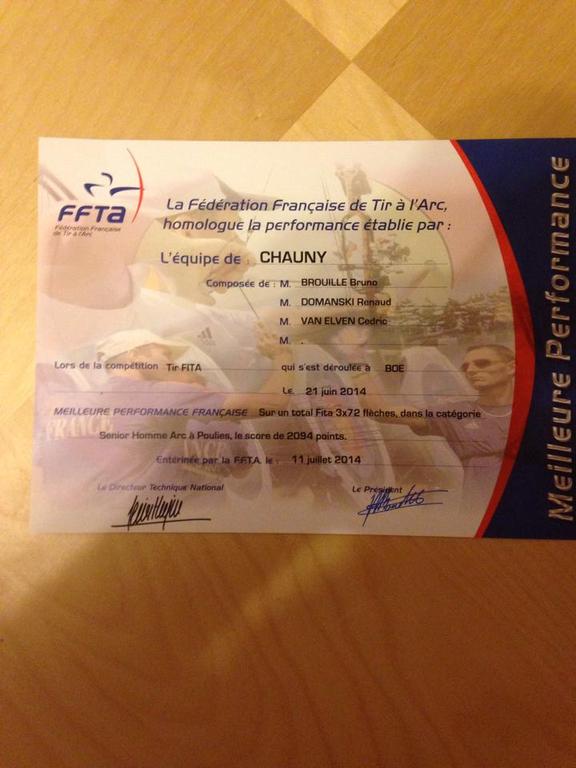 FFTa
Fédération Française
de Tir à l'Arc
La Fédération Française de Tir à l'Arc,
homologue la performance établie par :
L'équipe de : CHAUNY
Composée de : M. BROUILLE Bruno
M. DOMANSKI Renaud
M. VAN ELVEN Cedric
M. .
Lors de la compétition Tir FITA qui s'est déroulée à BOE
Le 21 juin 2014
MEILLEURE PERFORMANCE FRANÇAISE Sur un total Fita 3x72 flèches, dans la catégorie
Senior Homme Arc à Poulies, le score de 2094 points.
Entérinée par la F.F.T.A. le : 11 juillet 2014
Le Directeur Technique National Le Président
FRANCE
Meilleure Performance